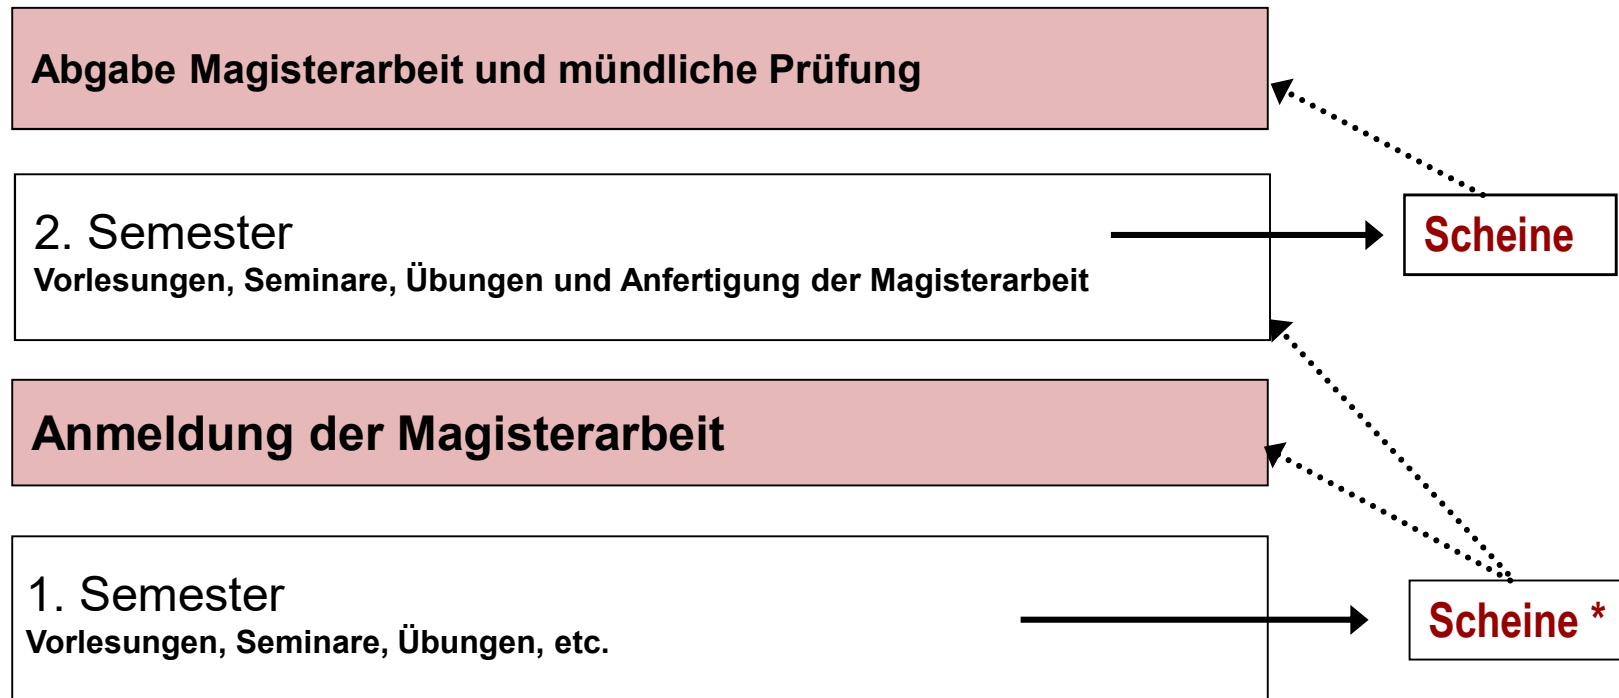 Abgabe Magisterarbeit und mündliche Prüfung
2. Semester
Vorlesungen, Seminare, Übungen und Anfertigung der Magisterarbeit
Scheine
Anmeldung der Magisterarbeit
1. Semester
Vorlesungen, Seminare, Übungen, etc.
Scheine *